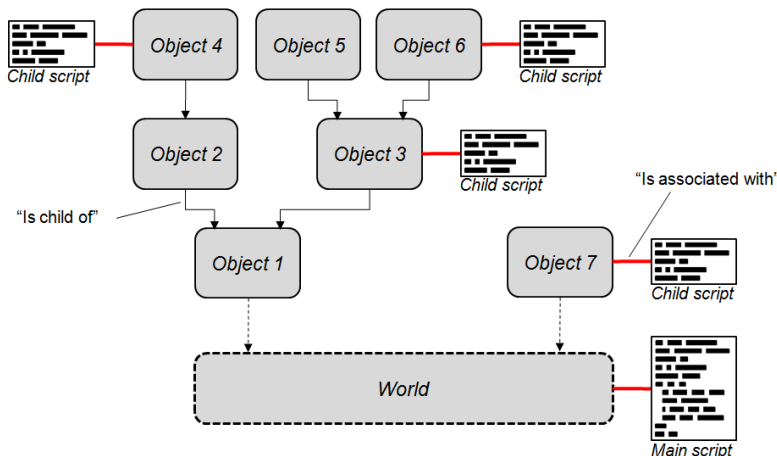 Object 4
Object 5
Object 6
Child script
Child script
Object 2
Object 3
Child script
“Is child of”
“Is associated with’
Object 1
Object 7
Child script
World
Main script